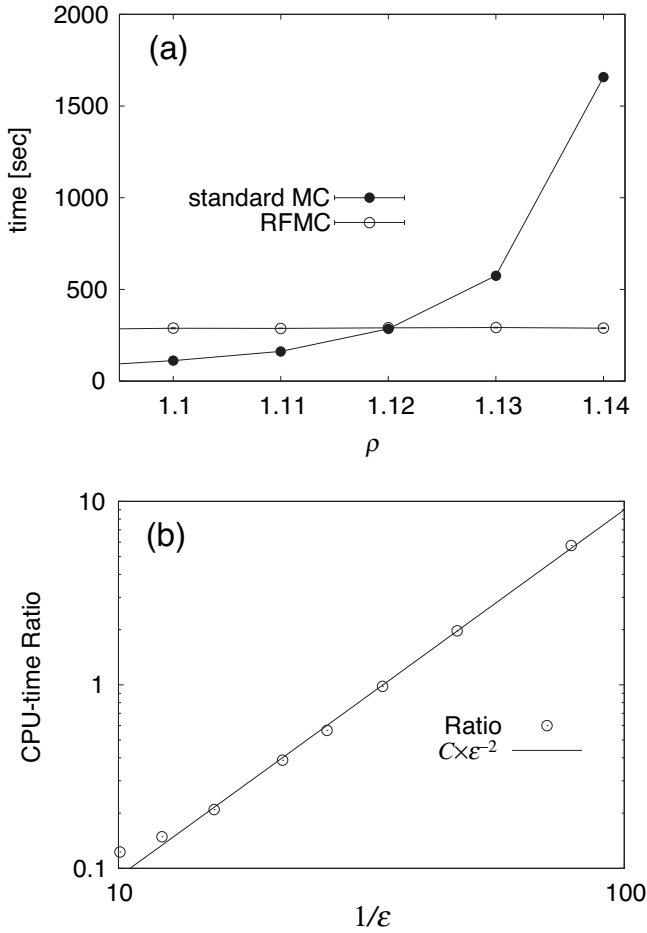 (a)
2000
1500
1000
500
0
time [sec]
standard MC
RFMC
1.1 1.11 1.12 1.13 1.14
ρ
(b)
10
1
0.1
CPU-time Ratio
Ratio
C×ε⁻²
10 100
1/ε